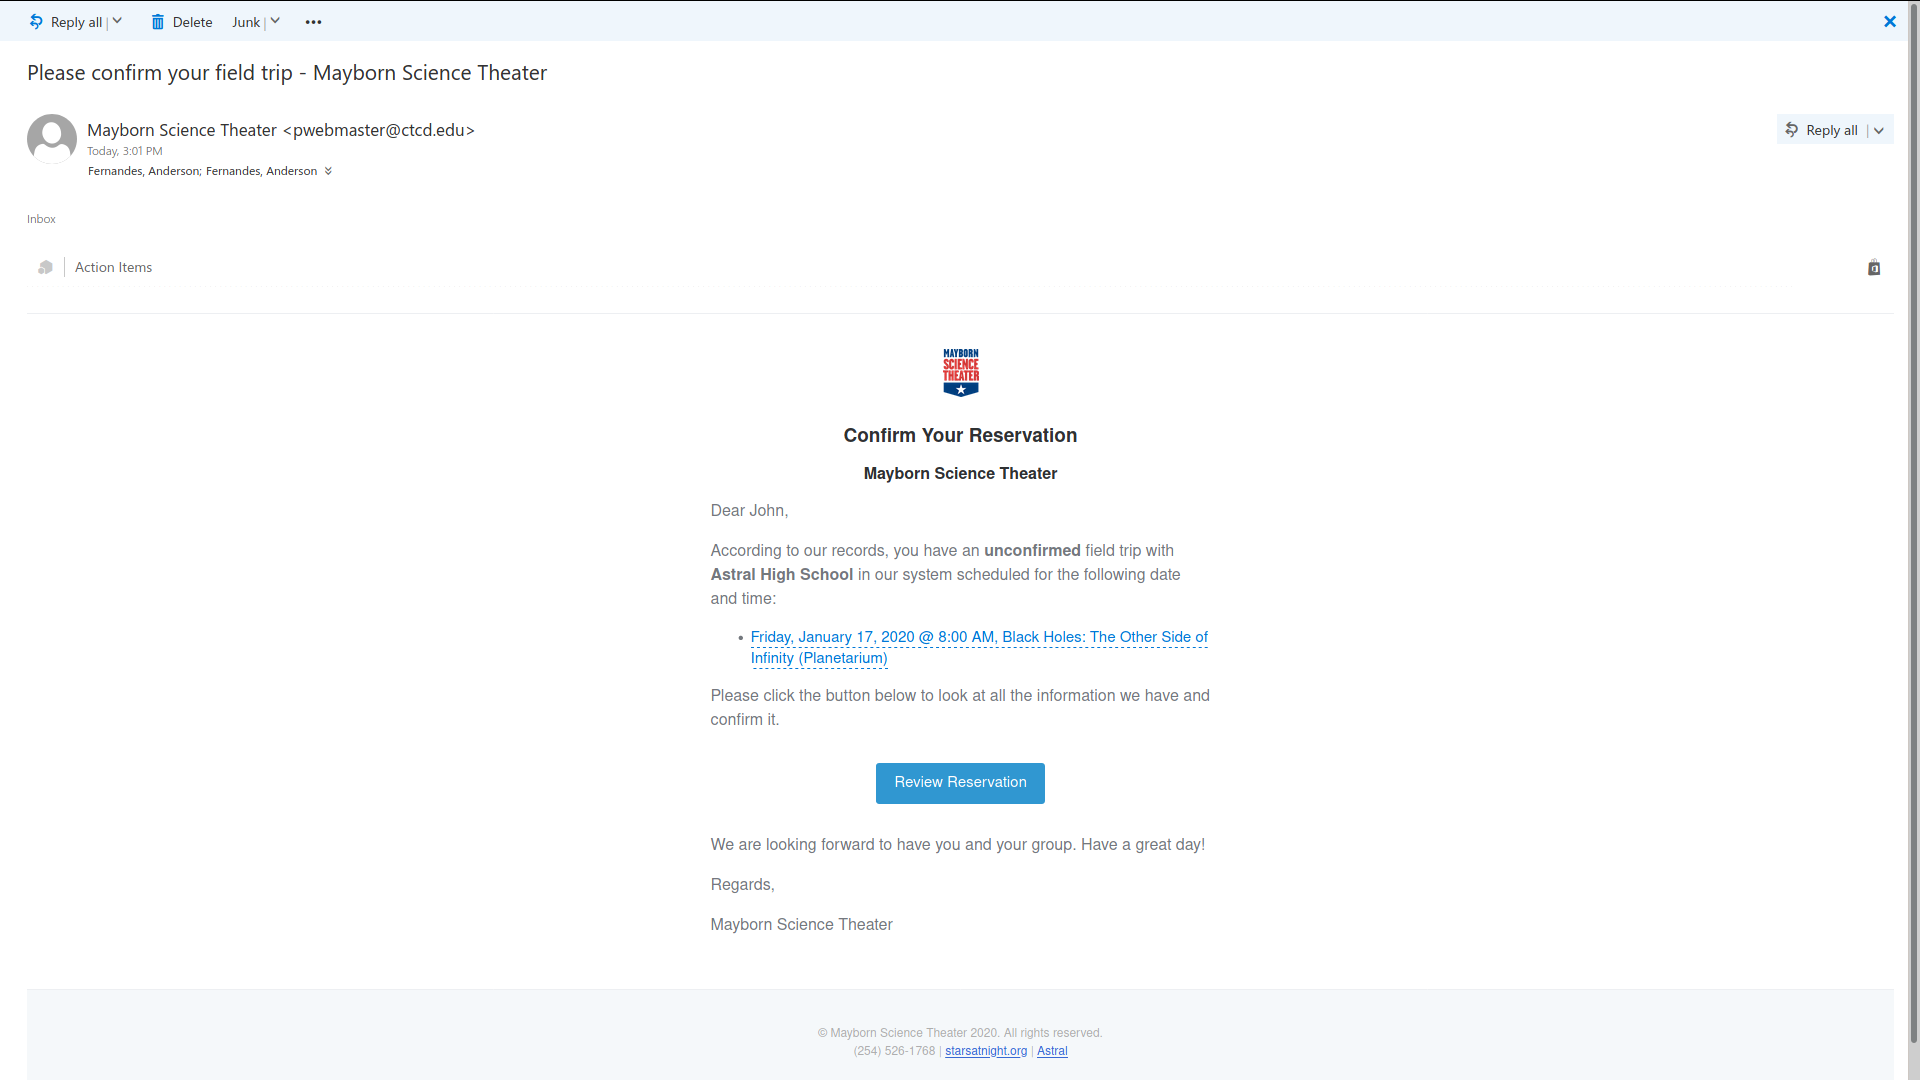 Reply all | Delete Junk | •••
Please confirm your field trip - Mayborn Science Theater
Mayborn Science Theater <pwebmaster@ctcd.edu>
Today, 3:01 PM
Fernandes, Anderson; Fernandes, Anderson
Reply all |
Inbox
Action Items
MAYBORN
SCIENCE
THEATER
Confirm Your Reservation
Mayborn Science Theater
Dear John,
According to our records, you have an unconfirmed field trip with
Astral High School in our system scheduled for the following date
and time:
• Friday, January 17, 2020 @ 8:00 AM, Black Holes: The Other Side of
Infinity (Planetarium)
Please click the button below to look at all the information we have and
confirm it.
Review Reservation
We are looking forward to have you and your group. Have a great day!
Regards,
Mayborn Science Theater
© Mayborn Science Theater 2020. All rights reserved.
(254) 526-1768 | starsatnight.org | Astral